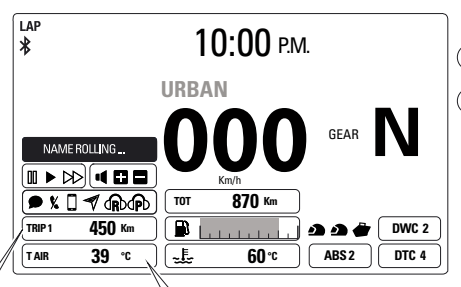 LAP
10:00 P.M.
URBAN
000
GEAR N
NAME ROLLING ...
Km/h
R P
TOT 870 Km
TRIP 1 450 Km
DWC 2
T AIR 39 °C
60 °C
ABS 2
DTC 4